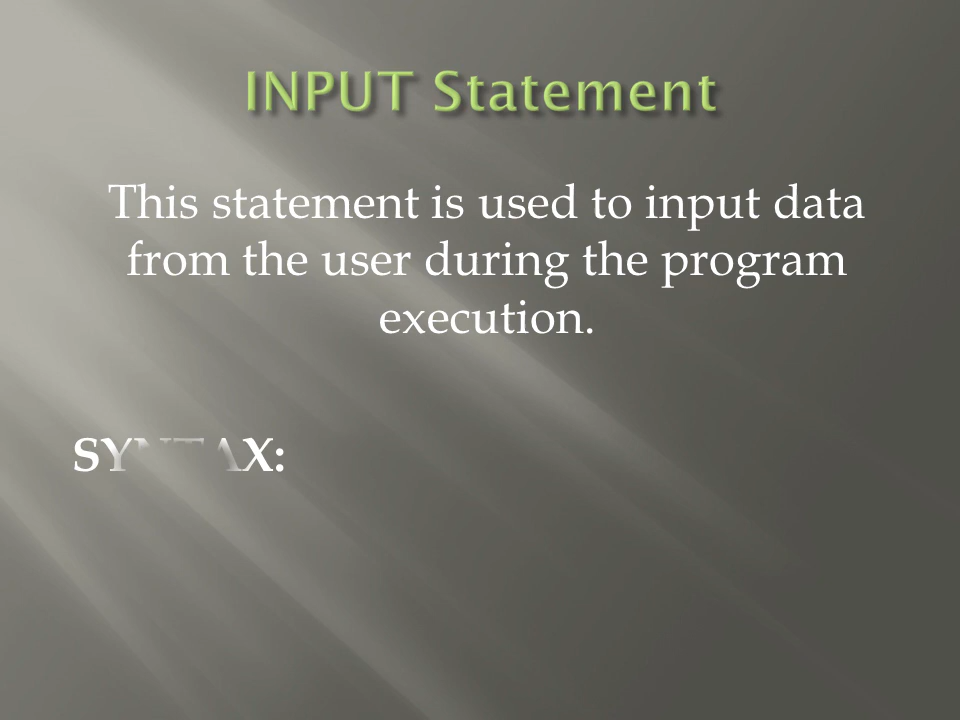 INPUT Statement
This statement is used to input data
from the user during the program
execution.
SYNTAX: